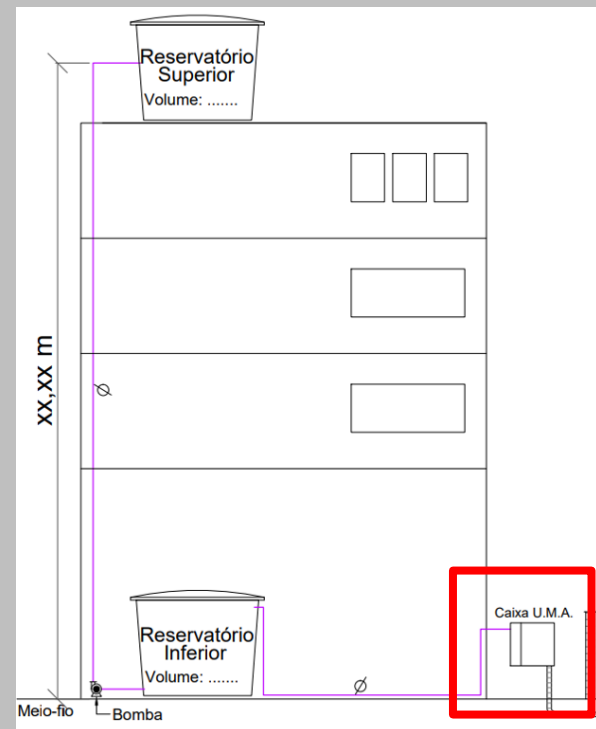 Reservatório
Superior
Volume: .......
xx,xx m
Ø
Caixa U.M.A.
Reservatório
Inferior
Volume: .......
Ø
Meio-fio
Bomba